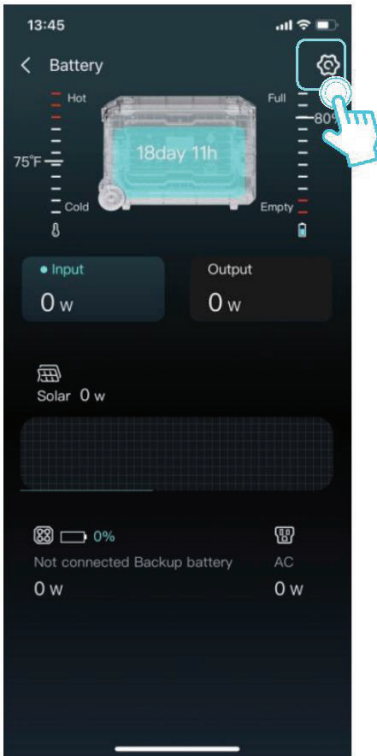 13:45
Battery
Hot
Full
80%
75°F
18day 11h
Cold
Empty
Input
Output
0 w
0 w
Solar 0 w
0%
Not connected Backup battery
AC
0 w
0 w